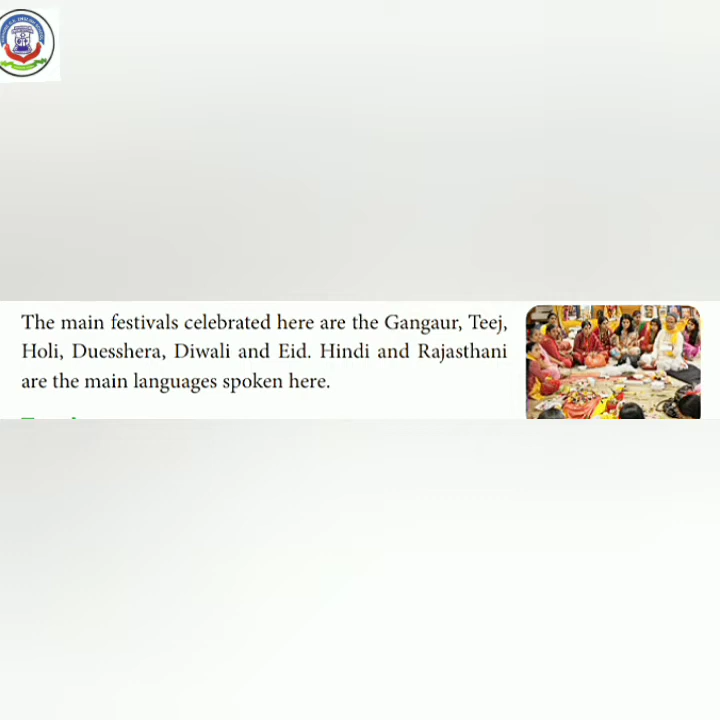 The main festivals celebrated here are the Gangaur, Teej,
Holi, Duesshera, Diwali and Eid. Hindi and Rajasthani
are the main languages spoken here.